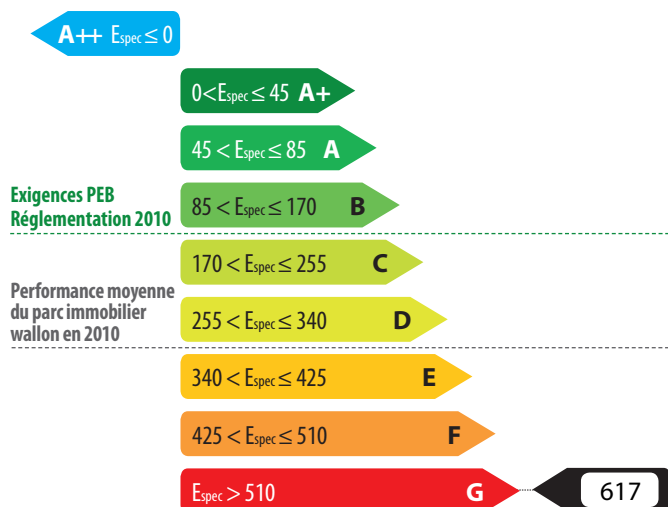 A++ Espec ≤ 0
0<Espec ≤ 45 A+
45 < Espec ≤ 85 A
Exigences PEB
Réglementation 2010
85 < Espec ≤ 170 B
170 < Espec ≤ 255 C
Performance moyenne
du parc immobilier
wallon en 2010
255 < Espec ≤ 340 D
340 < Espec ≤ 425 E
425 < Espec ≤ 510 F
Espec > 510 G 617